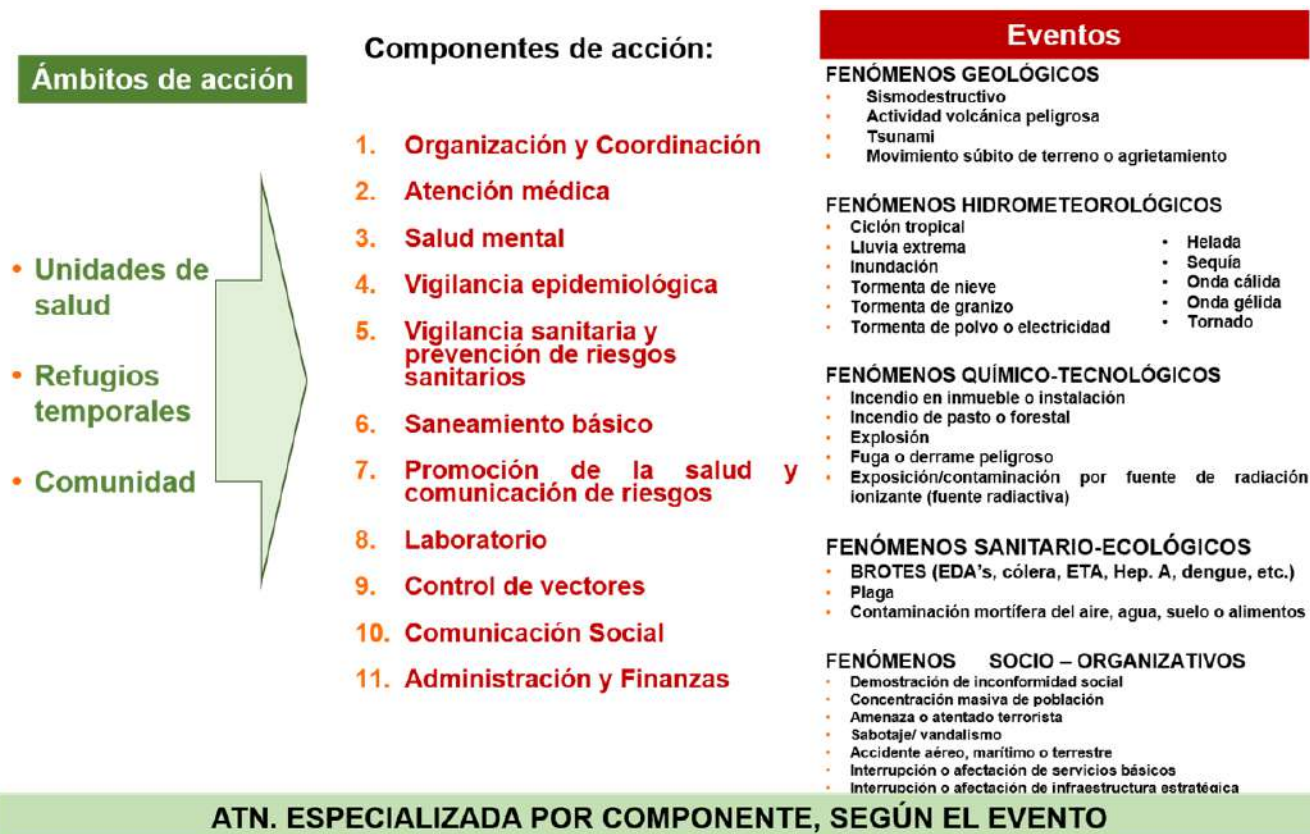 Ámbitos de acción
• Unidades de
salud
• Refugios
temporales
• Comunidad
Componentes de acción:
1. Organización y Coordinación
2. Atención médica
3. Salud mental
4. Vigilancia epidemiológica
5. Vigilancia sanitaria y
prevención de riesgos
sanitarios
6. Saneamiento básico
7. Promoción de la salud y
comunicación de riesgos
8. Laboratorio
9. Control de vectores
10. Comunicación Social
11. Administración y Finanzas
Eventos
FENÓMENOS GEOLÓGICOS
• Sismodestructivo
• Actividad volcánica peligrosa
• Tsunami
• Movimiento súbito de terreno o agrietamiento
FENÓMENOS HIDROMETEOROLÓGICOS
• Ciclón tropical
• Lluvia extrema
• Inundación
• Tormenta de nieve
• Tormenta de granizo
• Tormenta de polvo o electricidad
• Helada
• Sequía
• Onda cálida
• Onda gélida
• Tornado
FENÓMENOS QUÍMICO-TECNOLÓGICOS
• Incendio en inmueble o instalación
• Incendio de pasto o forestal
• Explosión
• Fuga o derrame peligroso
• Exposición/contaminación por fuente de radiación
ionizante (fuente radiactiva)
FENÓMENOS SANITARIO-ECOLÓGICOS
• BROTES (EDA's, cólera, ETA, Hep. A, dengue, etc.)
• Plaga
• Contaminación mortífera del aire, agua, suelo o alimentos
FENÓMENOS SOCIO – ORGANIZATIVOS
• Demostración de inconformidad social
• Concentración masiva de población
• Amenaza o atentado terrorista
• Sabotaje/ vandalismo
• Accidente aéreo, marítimo o terrestre
• Interrupción o afectación de servicios básicos
• Interrupción o afectación de infraestructura estratégica
ATN. ESPECIALIZADA POR COMPONENTE, SEGÚN EL EVENTO